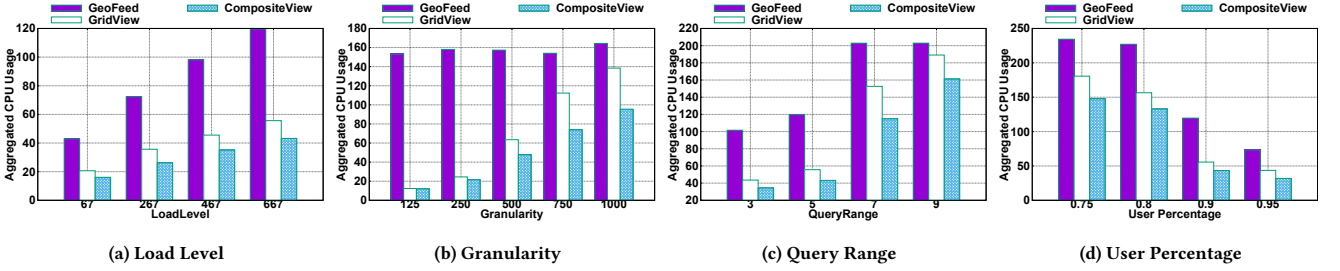 GeoFeed CompositeView
GridView
Aggregated CPU Usage
120
100
80
60
40
20
0
67 267 467 667
LoadLevel
(a) Load Level
GeoFeed CompositeView
GridView
Aggregated CPU Usage
180
160
140
120
100
80
60
40
20
0
125 250 500 750 1000
Granularity
(b) Granularity
GeoFeed CompositeView
GridView
Aggregated CPU Usage
220
200
180
160
140
120
100
80
60
40
20
3 5 7 9
QueryRange
(c) Query Range
GeoFeed CompositeView
GridView
Aggregated CPU Usage
250
200
150
100
50
0
0.75 0.8 0.9 0.95
User Percentage
(d) User Percentage